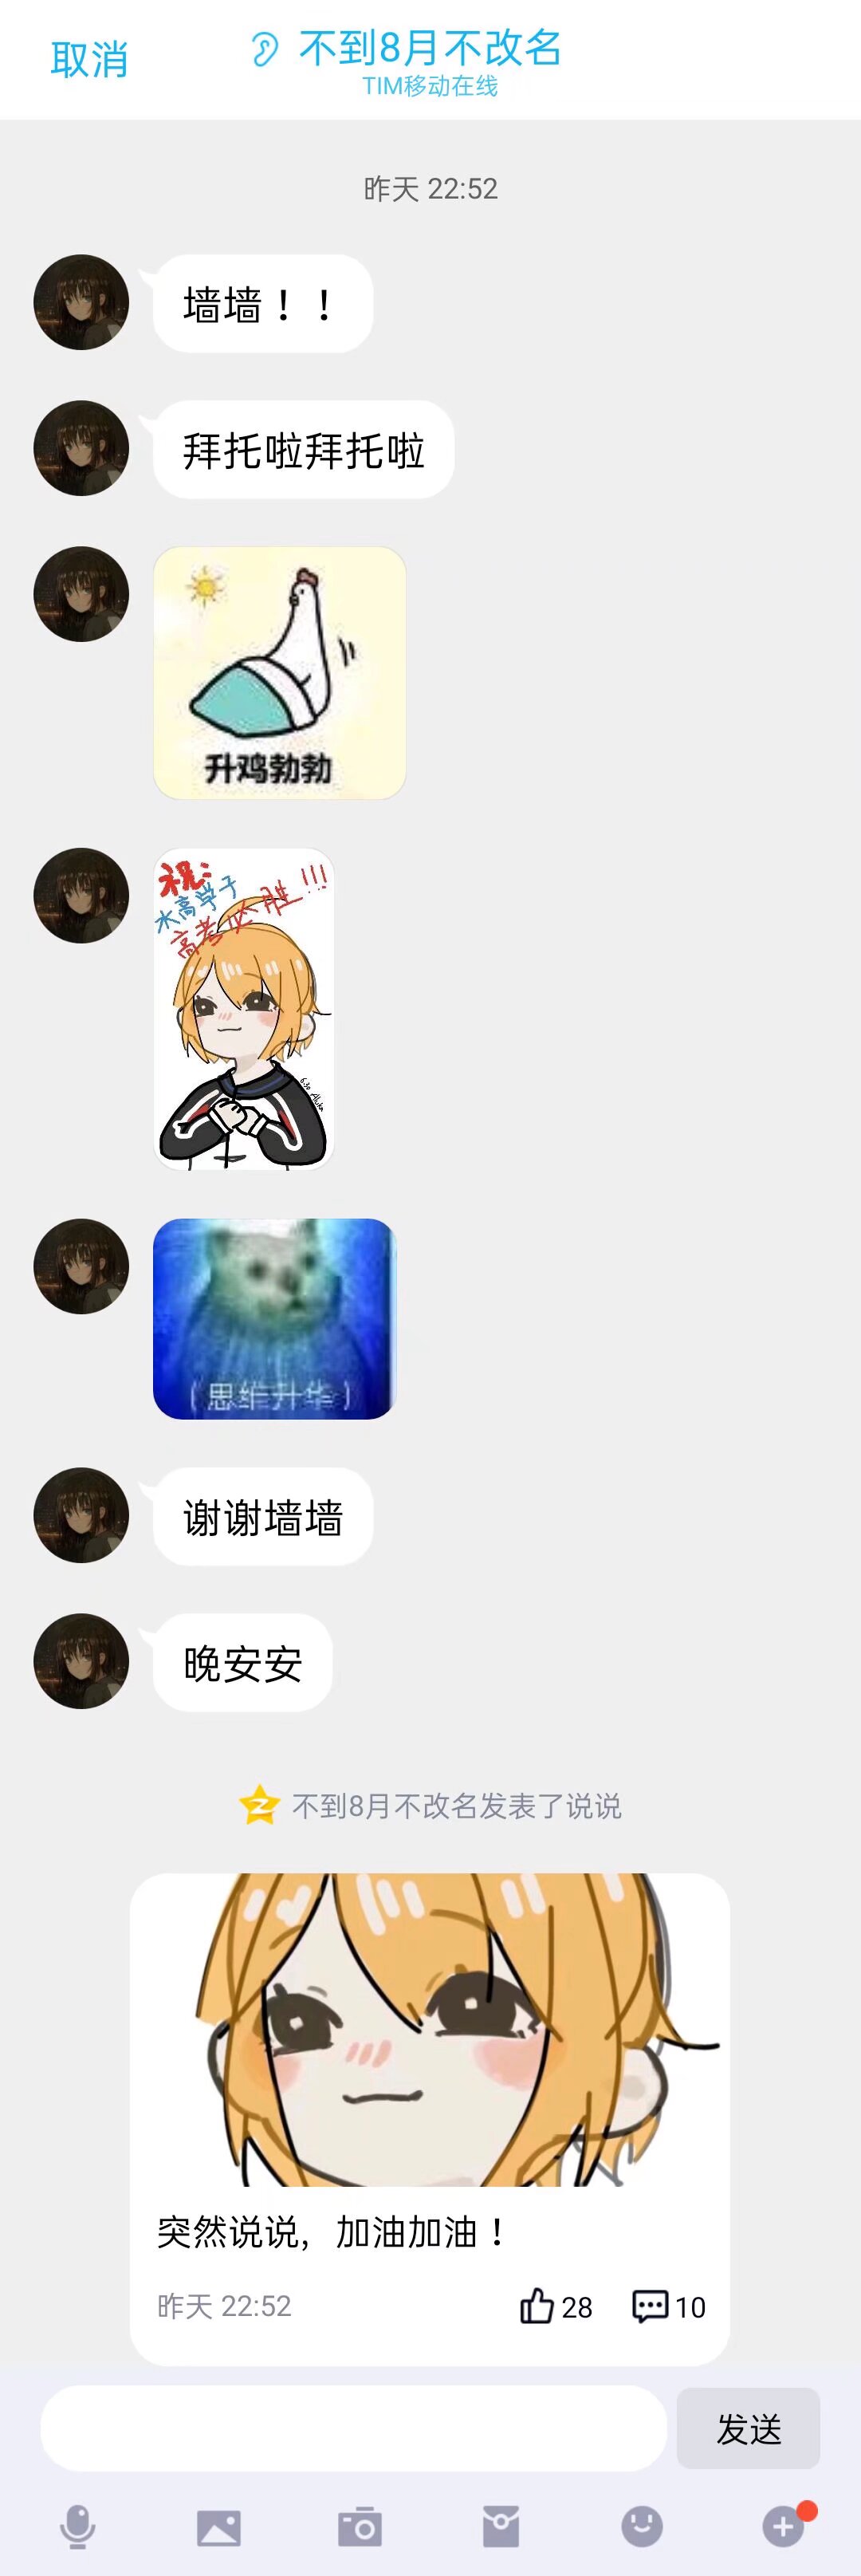 取消
不到8月不改名
TIM移动在线
昨天 22:52
墙墙！！
拜托啦拜托啦
升鸡勃勃
祝:
水高学子
高考必胜!!!
(思维升华)
谢谢墙墙
晚安安
不到8月不改名发表了说说
突然说说，加油加油！
昨天 22:52
28
10
发送